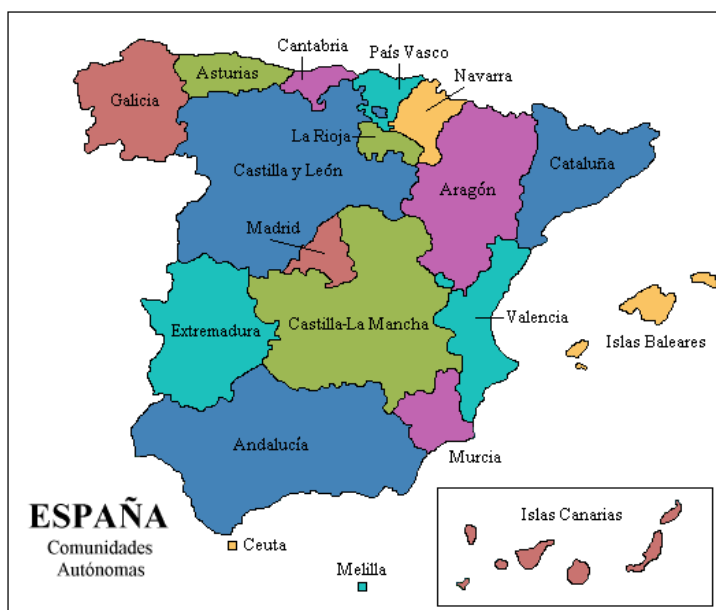 Cantabria
País Vasco
Asturias
Navarra
Galicia
La Rioja
Castilla y León
Cataluña
Aragón
Madrid
Extremadura
Castilla-La Mancha
Valencia
Islas Baleares
Andalucía
Murcia
ESPAÑA
Comunidades
Autónomas
Islas Canarias
Ceuta
Melilla